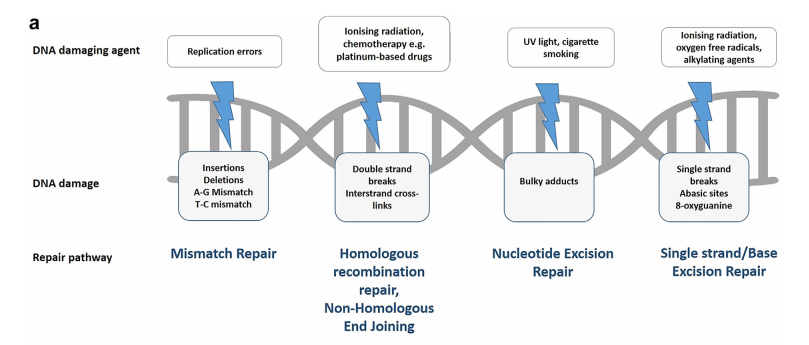 a
DNA damaging agent
Replication errors
Ionising radiation,
chemotherapy e.g.
platinum-based drugs
UV light, cigarette
smoking
Ionising radiation,
oxygen free radicals,
alkylating agents
DNA damage
Insertions
Deletions
A-G Mismatch
T-C mismatch
Double strand
breaks
Interstrand cross-
links
Bulky adducts
Single strand
breaks
Abasic sites
8-oxyguanine
Repair pathway
Mismatch Repair
Homologous
recombination
repair,
Non-Homologous
End Joining
Nucleotide Excision
Repair
Single strand/Base
Excision Repair